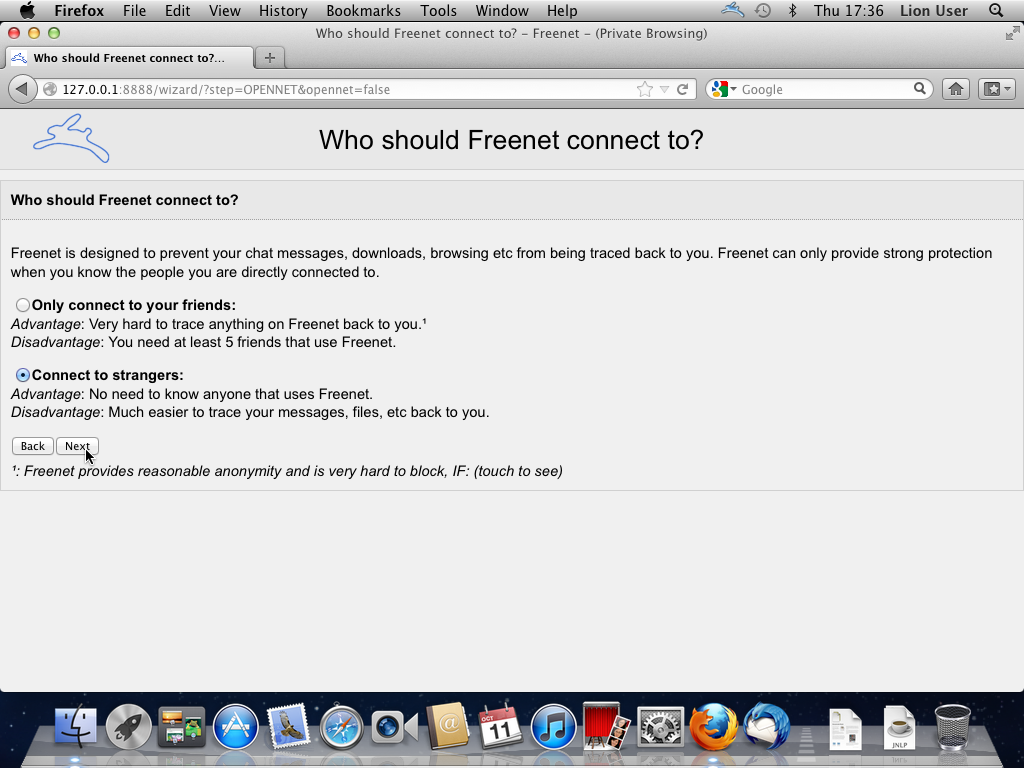 Firefox File Edit View History Bookmarks Tools Window Help Thu 17:36 Lion User
Who should Freenet connect to? – Freenet – (Private Browsing)
Who should Freenet connect to?...
127.0.0.1:8888/wizard/?step=OPENNET&opennet=false
Google
Who should Freenet connect to?
Who should Freenet connect to?
Freenet is designed to prevent your chat messages, downloads, browsing etc from being traced back to you. Freenet can only provide strong protection
when you know the people you are directly connected to.
Only connect to your friends:
Advantage: Very hard to trace anything on Freenet back to you.¹
Disadvantage: You need at least 5 friends that use Freenet.
Connect to strangers:
Advantage: No need to know anyone that uses Freenet.
Disadvantage: Much easier to trace your messages, files, etc back to you.
Back Next
¹: Freenet provides reasonable anonymity and is very hard to block, IF: (touch to see)
OCT
11
JNLP